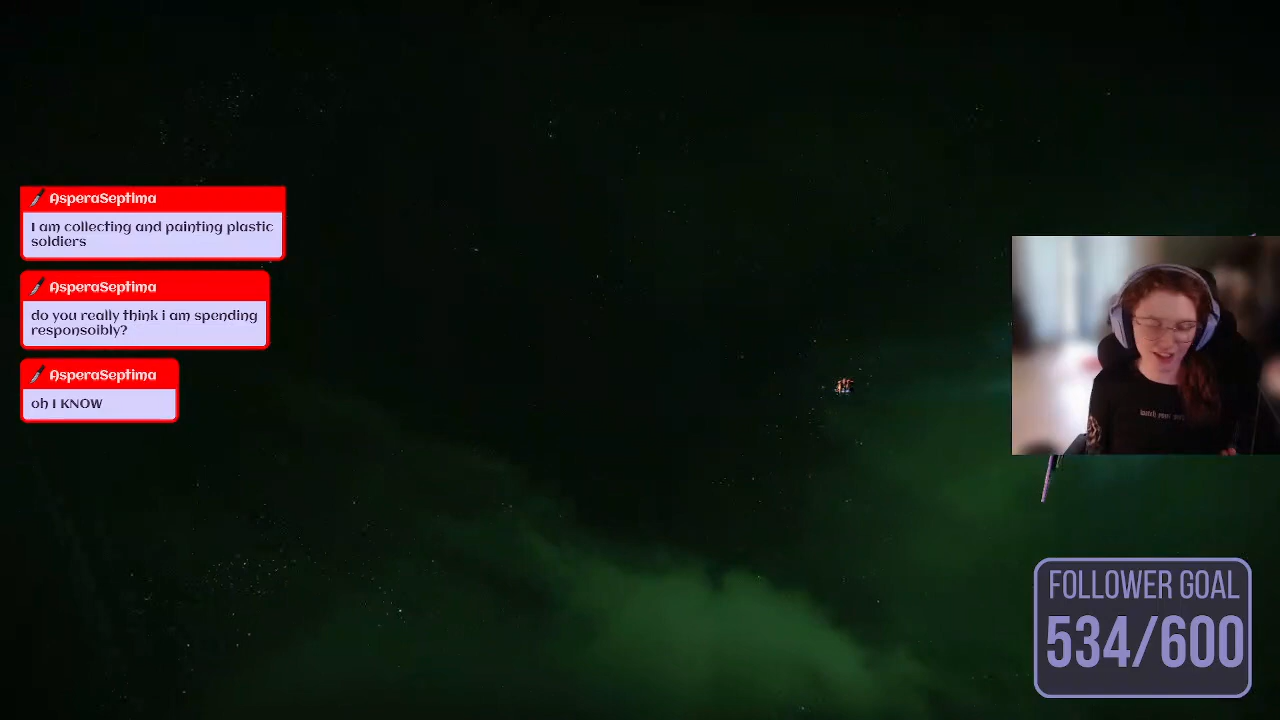 AsperaSeptima
I am collecting and painting plastic
soldiers
AsperaSeptima
do you really think i am spending
responsoibly?
AsperaSeptima
oh I KNOW
FOLLOWER GOAL
534/600